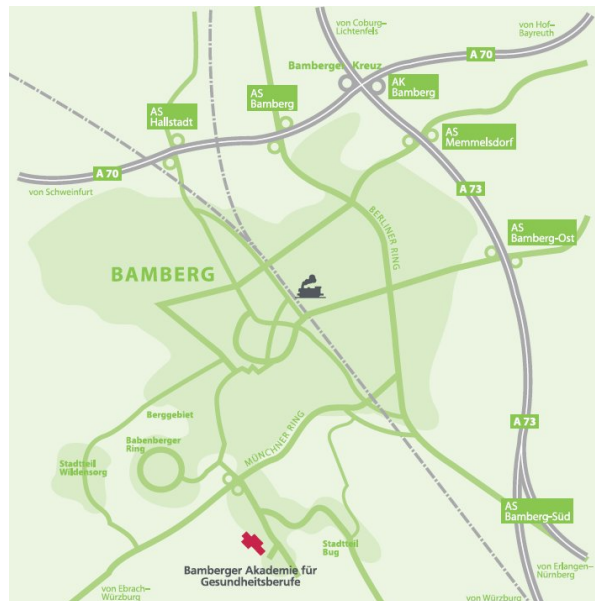 von Coburg–
Lichtenfels
von Hof–
Bayreuth
Bamberger Kreuz
A 70
AK
Bamberg
AS
Bamberg
AS
Hallstadt
AS
Memmelsdorf
A 70
von Schweinfurt
A 73
BERLINER RING
AS
Bamberg-Ost
BAMBERG
Berggebiet
Babenberger
Ring
MÜNCHNER RING
A 73
Stadtteil
Wildensorg
AS
Bamberg-Süd
Stadtteil
Bug
Bamberger Akademie für
Gesundheitsberufe
von Erlangen–
Nürnberg
von Ebrach–
Würzburg
von Würzburg